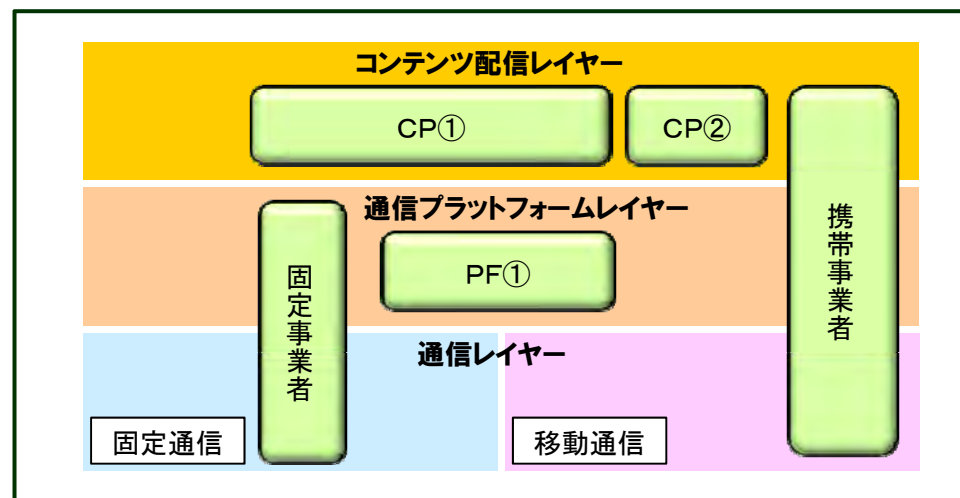 コンテンツ配信レイヤー
CP①
CP②
通信プラットフォームレイヤー
固定事業者
PF①
携帯事業者
通信レイヤー
固定通信
移動通信